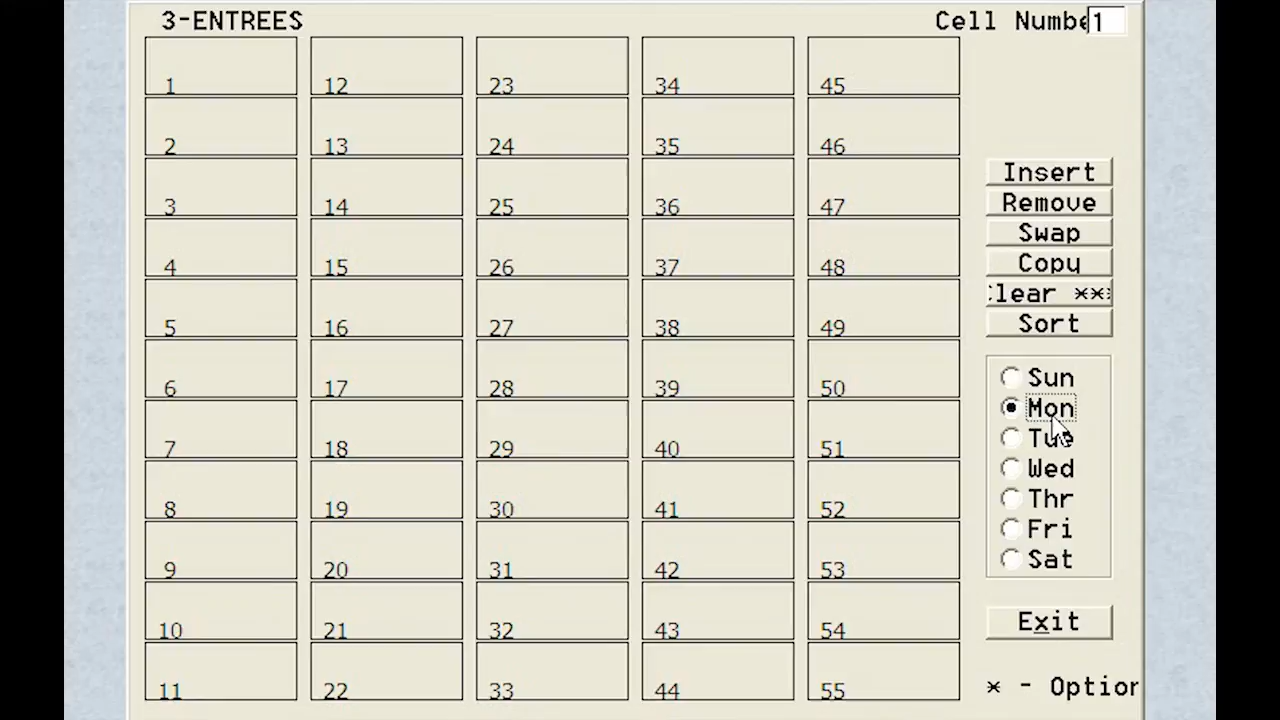 3-ENTREES Cell Numbe 1
1 12 23 34 45
2 13 24 35 46
3 14 25 36 47
4 15 26 37 48
5 16 27 38 49
6 17 28 39 50
7 18 29 40 51
8 19 30 41 52
9 20 31 42 53
10 21 32 43 54
11 22 33 44 55
Insert
Remove
Swap
Copy
Clear **
Sort
Sun
Mon
Tue
Wed
Thr
Fri
Sat
Exit
* - Option